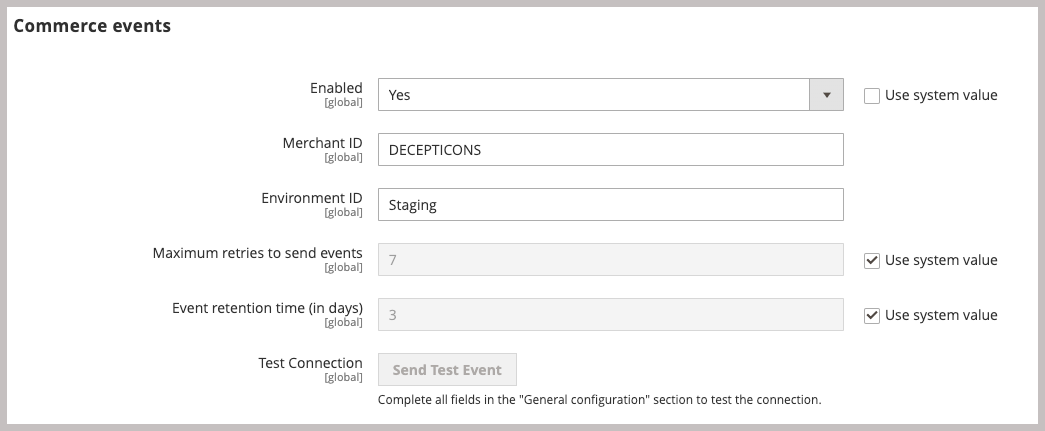 Commerce events
Enabled
[global]
Yes
Use system value
Merchant ID
[global]
DECEPTICONS
Environment ID
[global]
Staging
Maximum retries to send events
[global]
7
Use system value
Event retention time (in days)
[global]
3
Use system value
Test Connection
[global]
Send Test Event
Complete all fields in the "General configuration" section to test the connection.